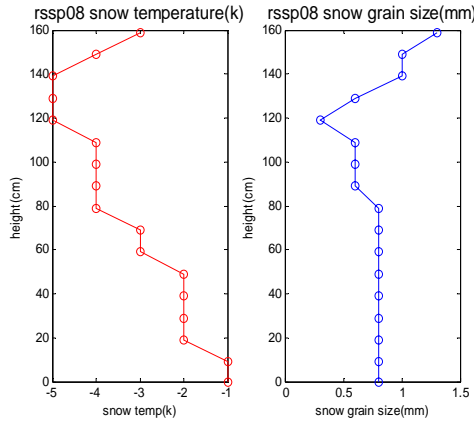 rssp08 snow temperature(k)
160
140
120
100
80
60
40
20
0
height(cm)
-5 -4 -3 -2 -1
snow temp(k)
rssp08 snow grain size(mm)
160
140
120
100
80
60
40
20
0
height(cm)
0 0.5 1 1.5
snow grain size(mm)